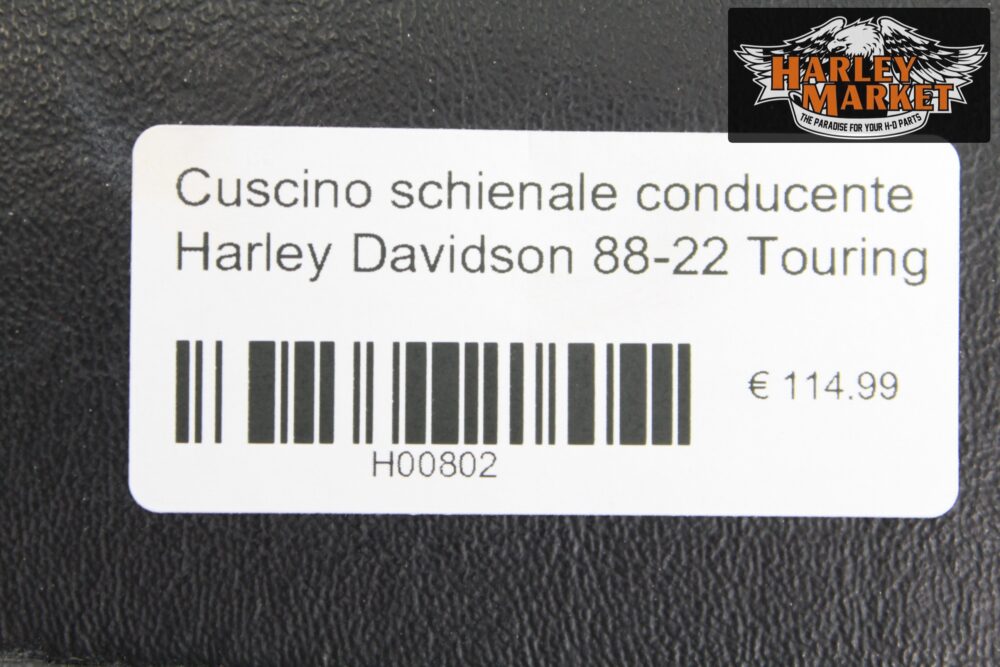 HARLEY
MARKET
THE PARADISE FOR YOUR H-D PARTS
Cuscino schienale conducente
Harley Davidson 88-22 Touring
€ 114.99
H00802